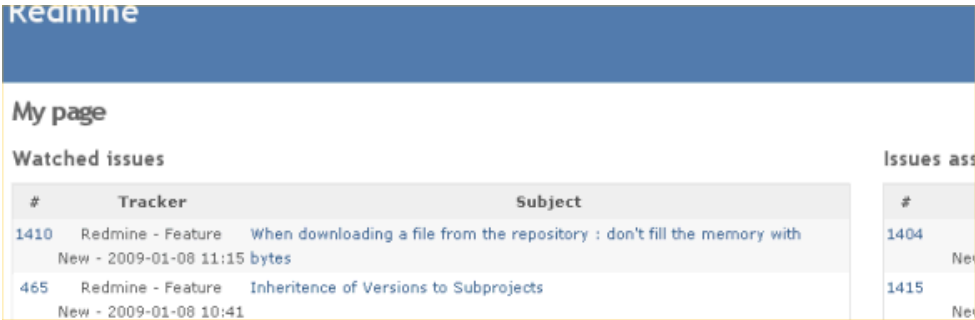 Redmine
My page
Watched issues
# Tracker Subject
1410 Redmine - Feature When downloading a file from the repository : don't fill the memory with
New - 2009-01-08 11:15 bytes
465 Redmine - Feature Inheritence of Versions to Subprojects
New - 2009-01-08 10:41
Issues ass
#
1404
Ne
1415
Ne